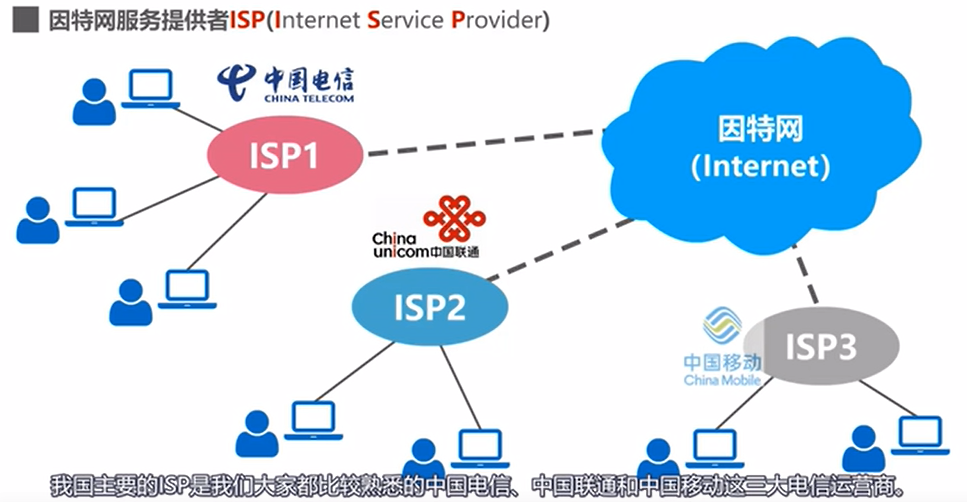 因特网服务提供者ISP(Internet Service Provider)
中国电信
CHINA TELECOM
因特网
(Internet)
ISP1
China
unicom中国联通
ISP2
中国移动
China Mobile
ISP3
我国主要的ISP是我们大家都比较熟悉的中国电信、中国联通和中国移动这三大电信运营商。